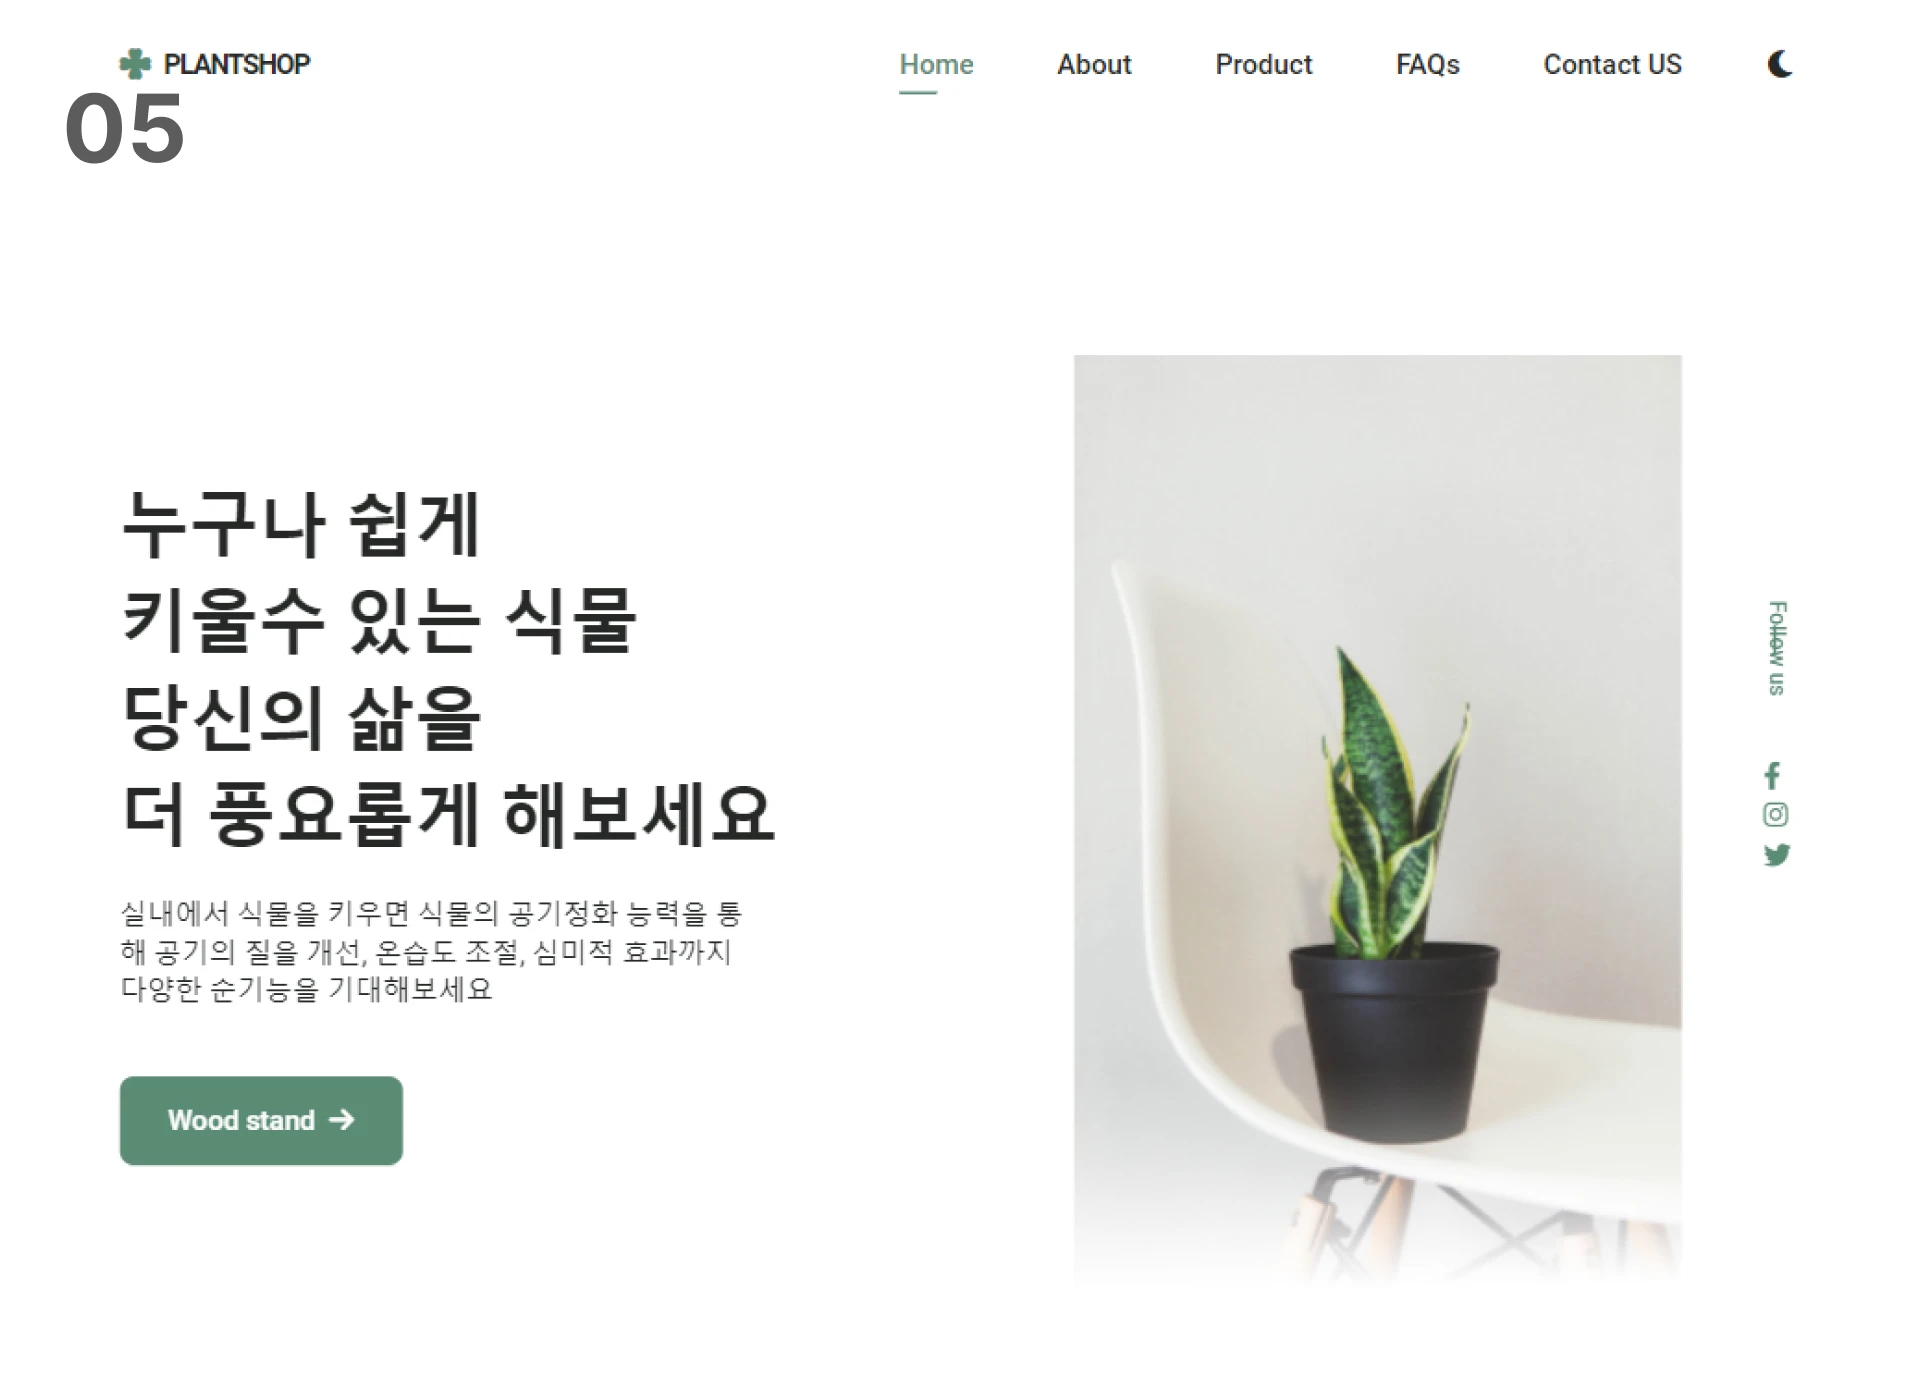 PLANTSHOP
Home About Product FAQs Contact US
05
누구나 쉽게
키울수 있는 식물
당신의 삶을
더 풍요롭게 해보세요
실내에서 식물을 키우면 식물의 공기정화 능력을 통
해 공기의 질을 개선, 온습도 조절, 심미적 효과까지
다양한 순기능을 기대해보세요
Wood stand
Follow us